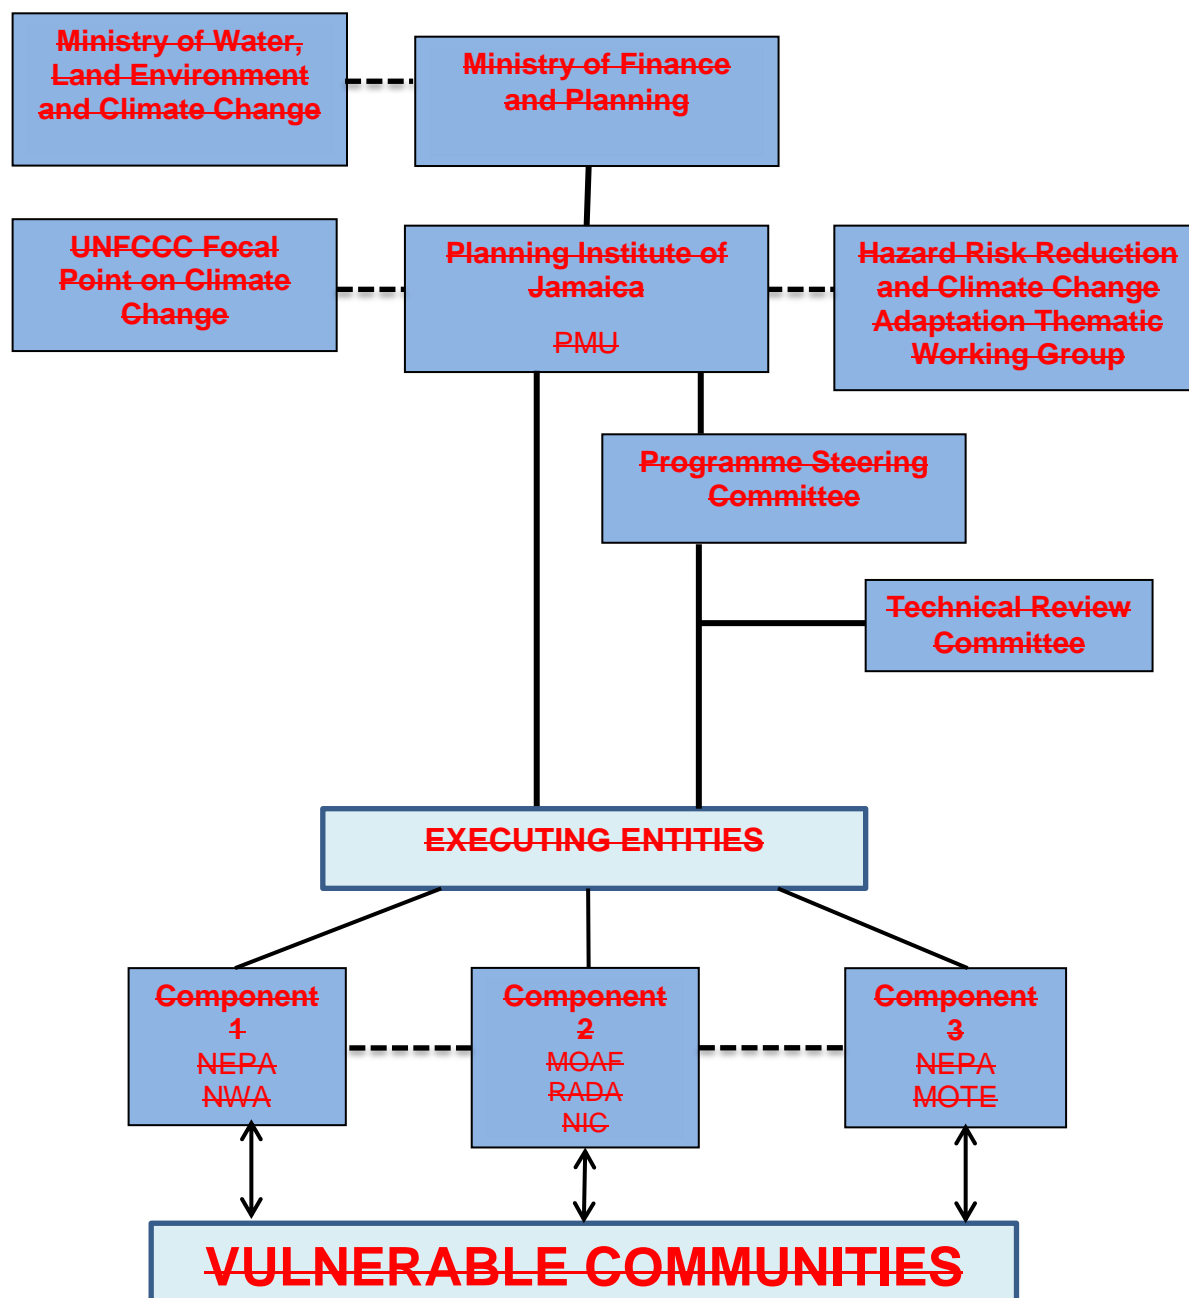 Ministry of Water,
Land Environment
and Climate Change
Ministry of Finance
and Planning
UNFCCC Focal
Point on Climate
Change
Planning Institute of
Jamaica
PMU
Hazard Risk Reduction
and Climate Change
Adaptation Thematic
Working Group
Programme Steering
Committee
Technical Review
Committee
EXECUTING ENTITIES
Component
1
NEPA
NWA
Component
2
MOAF
RADA
NIC
Component
3
NEPA
MOTE
VULNERABLE COMMUNITIES